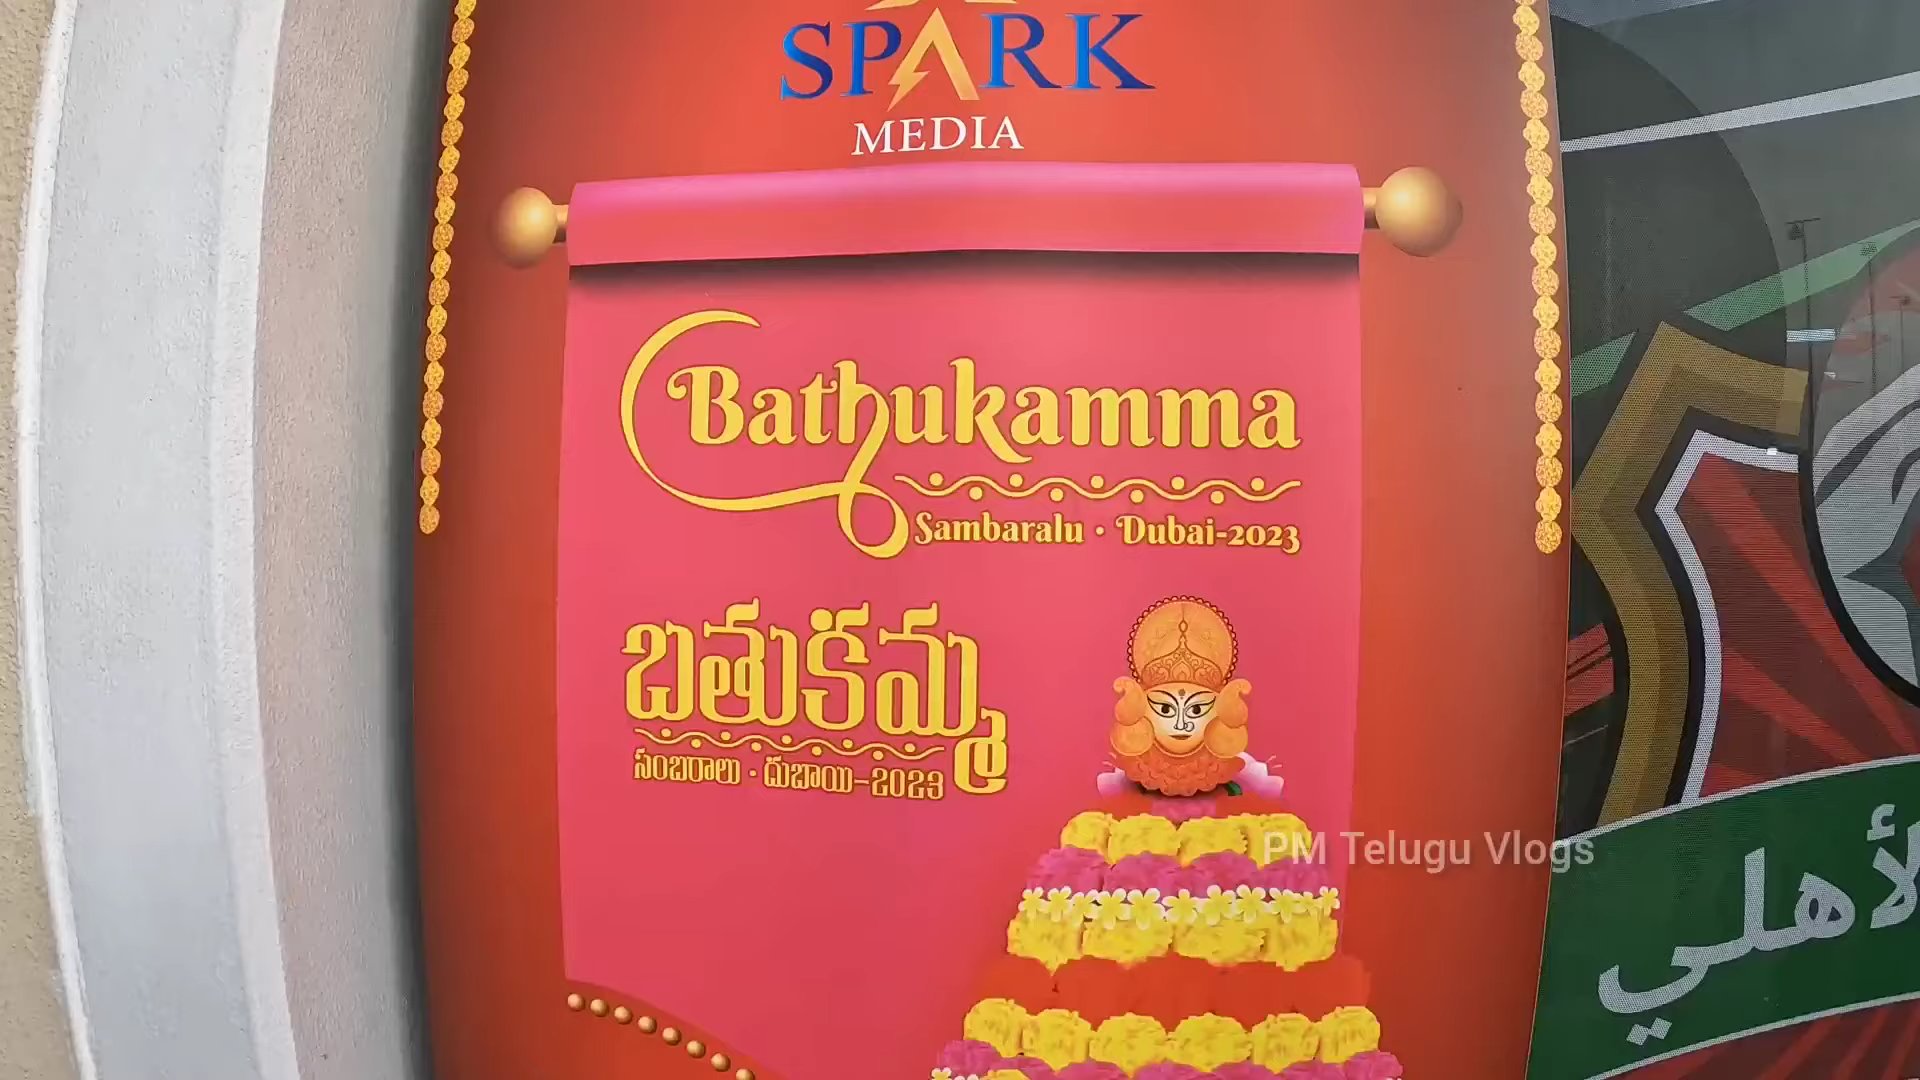 SPARK
MEDIA
Bathukamma
Sambaralu • Dubai-2023
బతుకమ్మ
సంబరాలు • దుబాయి-2023
PM Telugu Vlogs
الأهلي